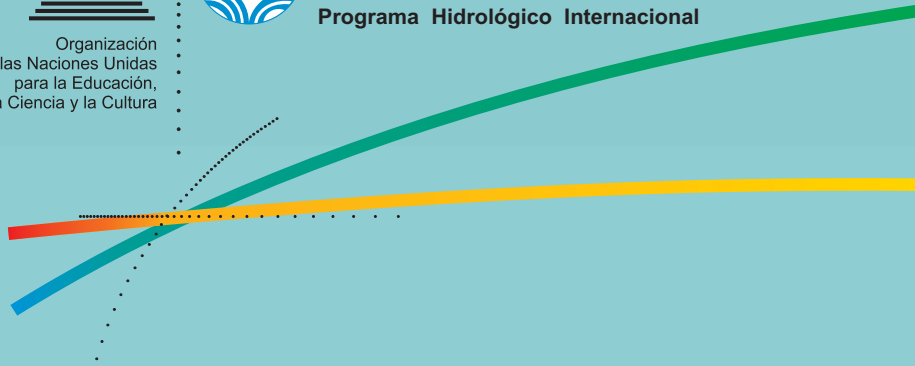 Programa Hidrológico Internacional
Organización
las Naciones Unidas
para la Educación,
Ciencia y la Cultura